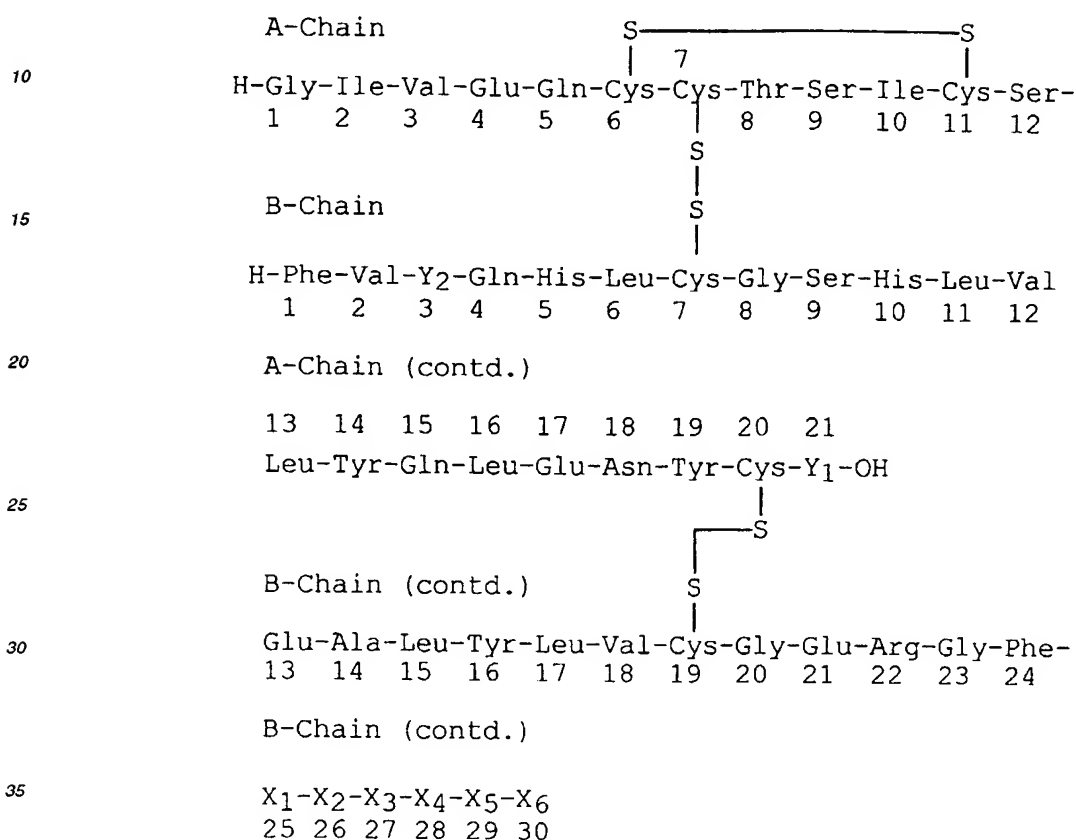 A-Chain
S S
7
10 H-Gly-Ile-Val-Glu-Gln-Cys-Cys-Thr-Ser-Ile-Cys-Ser-
1 2 3 4 5 6 8 9 10 11 12
S
15 B-Chain
S
H-Phe-Val-Y2-Gln-His-Leu-Cys-Gly-Ser-His-Leu-Val
1 2 3 4 5 6 7 8 9 10 11 12
20 A-Chain (contd.)
13 14 15 16 17 18 19 20 21
Leu-Tyr-Gln-Leu-Glu-Asn-Tyr-Cys-Y1-OH
25
S
B-Chain (contd.)
S
30 Glu-Ala-Leu-Tyr-Leu-Val-Cys-Gly-Glu-Arg-Gly-Phe-
13 14 15 16 17 18 19 20 21 22 23 24
B-Chain (contd.)
35 X1-X2-X3-X4-X5-X6
25 26 27 28 29 30